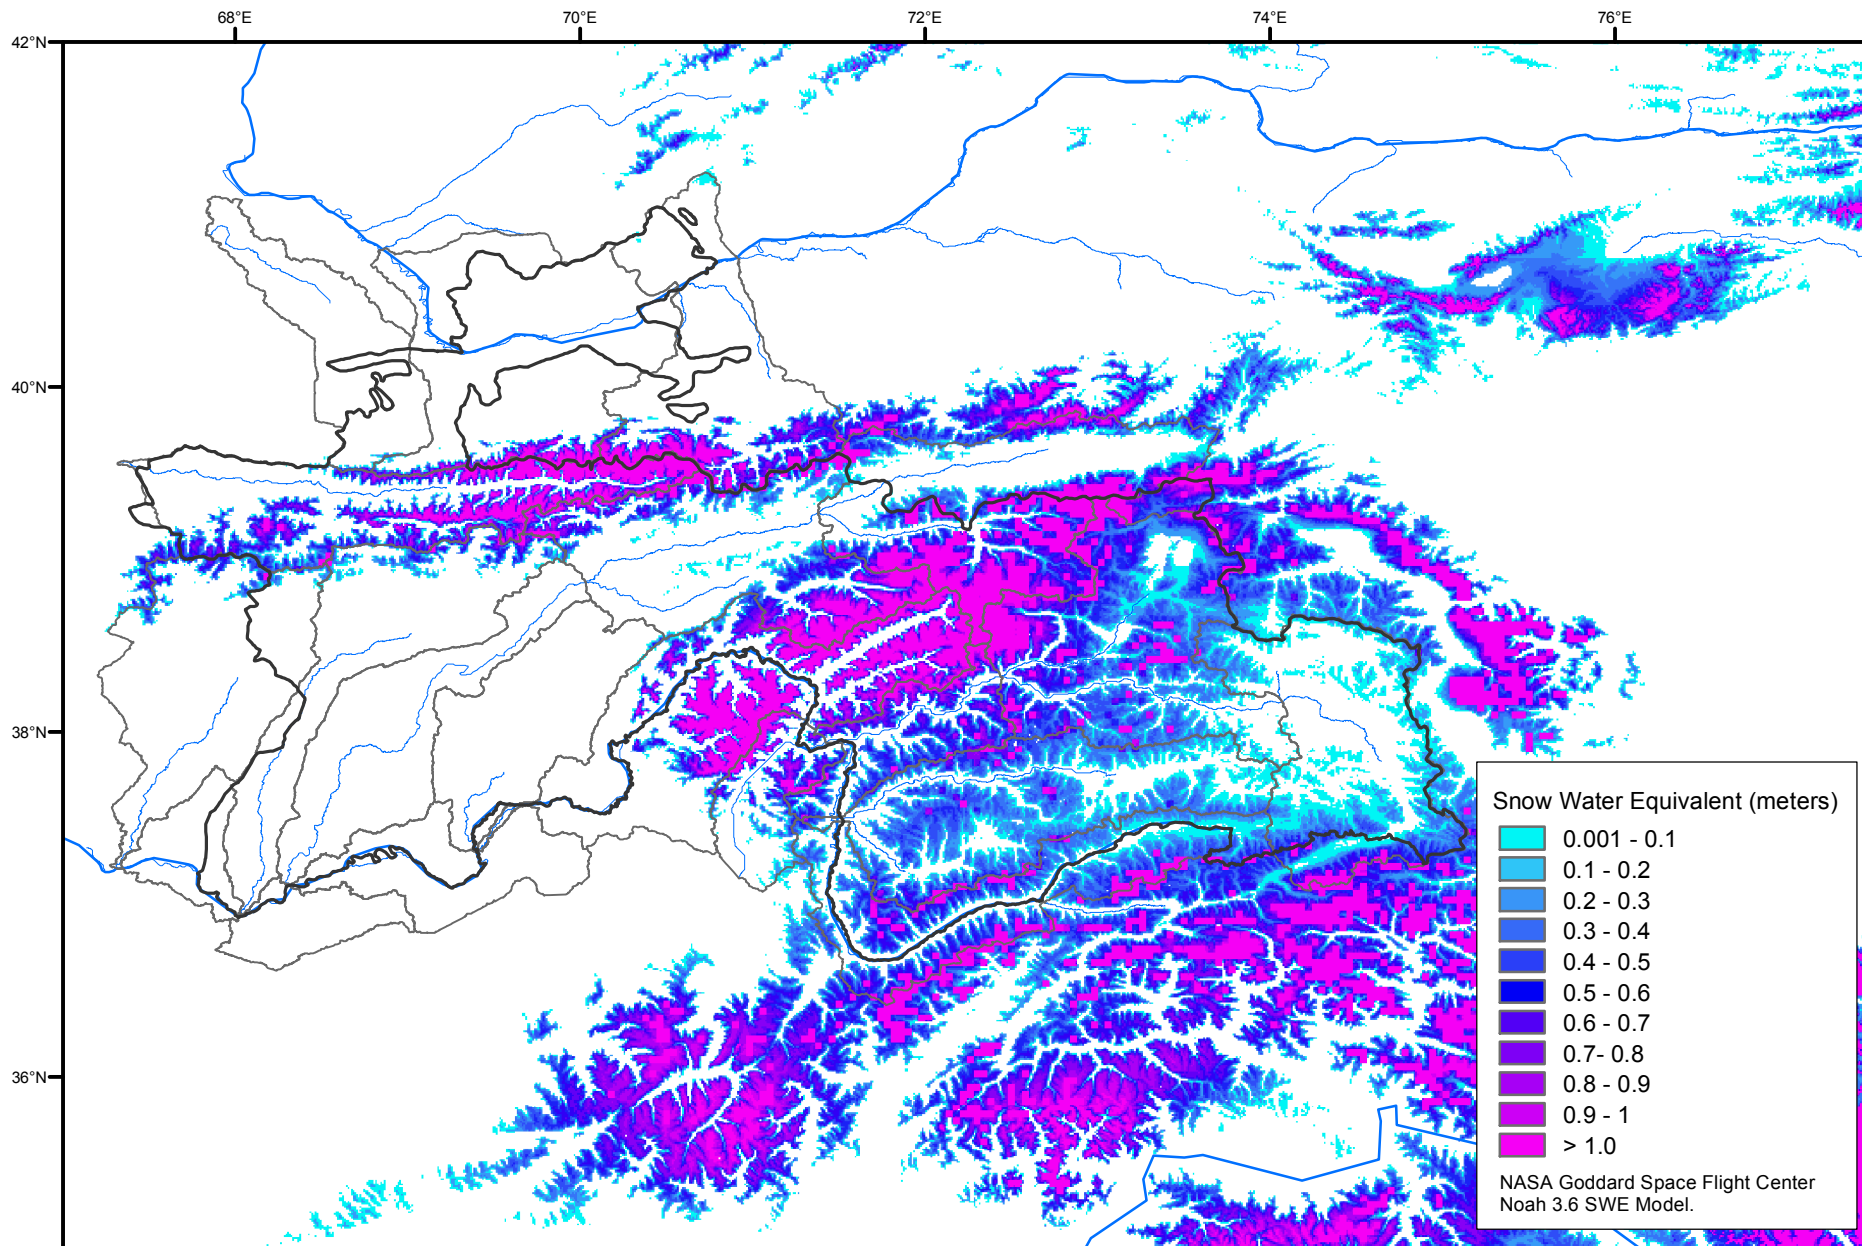 68°E 70°E 72°E 74°E 76°E
42°N
40°N
38°N
36°N
Snow Water Equivalent (meters)
0.001 - 0.1
0.1 - 0.2
0.2 - 0.3
0.3 - 0.4
0.4 - 0.5
0.5 - 0.6
0.6 - 0.7
0.7- 0.8
0.8 - 0.9
0.9 - 1
> 1.0
NASA Goddard Space Flight Center
Noah 3.6 SWE Model.